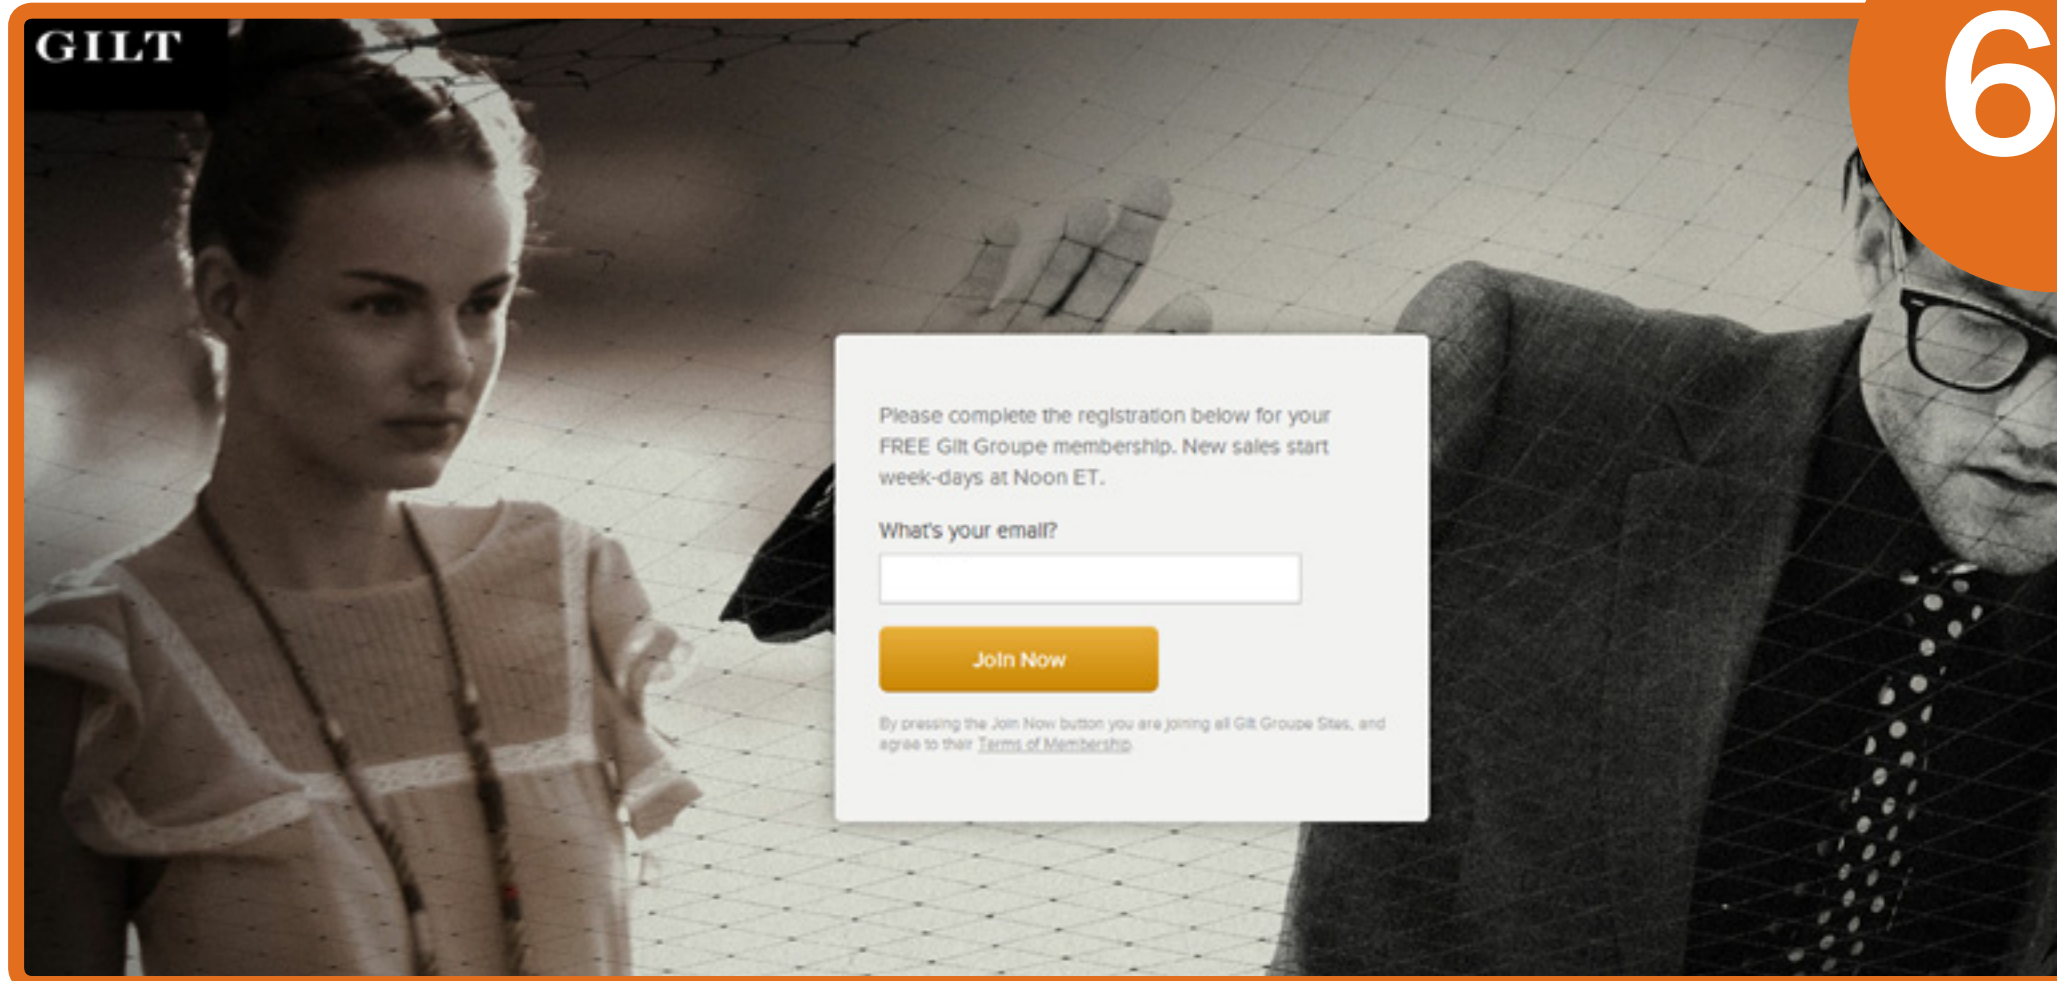 GILT
6
Please complete the registration below for your
FREE Gilt Groupe membership. New sales start
week-days at Noon ET.
What's your email?
Join Now
By pressing the Join Now button you are joining all Gilt Groupe Sites, and
agree to their Terms of Membership.